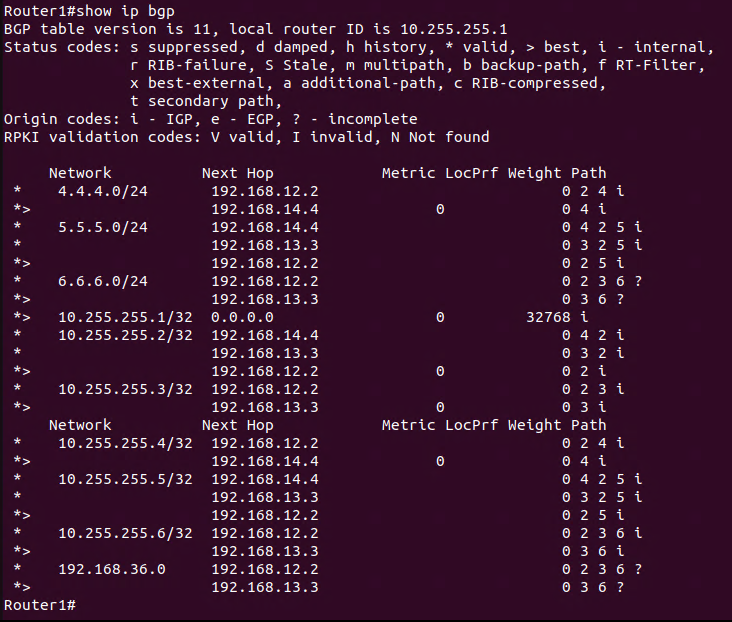 Router1#show ip bgp
BGP table version is 11, local router ID is 10.255.255.1
Status codes: s suppressed, d damped, h history, * valid, > best, i - internal,
              r RIB-failure, S Stale, m multipath, b backup-path, f RT-Filter,
              x best-external, a additional-path, c RIB-compressed,
              t secondary path,
Origin codes: i - IGP, e - EGP, ? - incomplete
RPKI validation codes: V valid, I invalid, N Not found

     Network          Next Hop            Metric LocPrf Weight Path
 *    4.4.4.0/24       192.168.12.2                           0 2 4 i
 *>                    192.168.14.4             0             0 4 i
 *    5.5.5.0/24       192.168.14.4                           0 4 2 5 i
 *                     192.168.13.3                           0 3 2 5 i
 *>                    192.168.12.2                           0 2 5 i
 *    6.6.6.0/24       192.168.12.2                           0 2 3 6 ?
 *>                    192.168.13.3                           0 3 6 ?
 *>   10.255.255.1/32  0.0.0.0                  0         32768 i
 *    10.255.255.2/32  192.168.14.4                           0 4 2 i
 *                     192.168.13.3                           0 3 2 i
 *>                    192.168.12.2             0             0 2 i
 *    10.255.255.3/32  192.168.12.2                           0 2 3 i
 *>                    192.168.13.3             0             0 3 i
     Network          Next Hop            Metric LocPrf Weight Path
 *    10.255.255.4/32  192.168.12.2                           0 2 4 i
 *>                    192.168.14.4             0             0 4 i
 *    10.255.255.5/32  192.168.14.4                           0 4 2 5 i
 *                     192.168.13.3                           0 3 2 5 i
 *>                    192.168.12.2                           0 2 5 i
 *    10.255.255.6/32  192.168.12.2                           0 2 3 6 i
 *>                    192.168.13.3                           0 3 6 i
 *    192.168.36.0     192.168.12.2                           0 2 3 6 ?
 *>                    192.168.13.3                           0 3 6 ?
Router1#